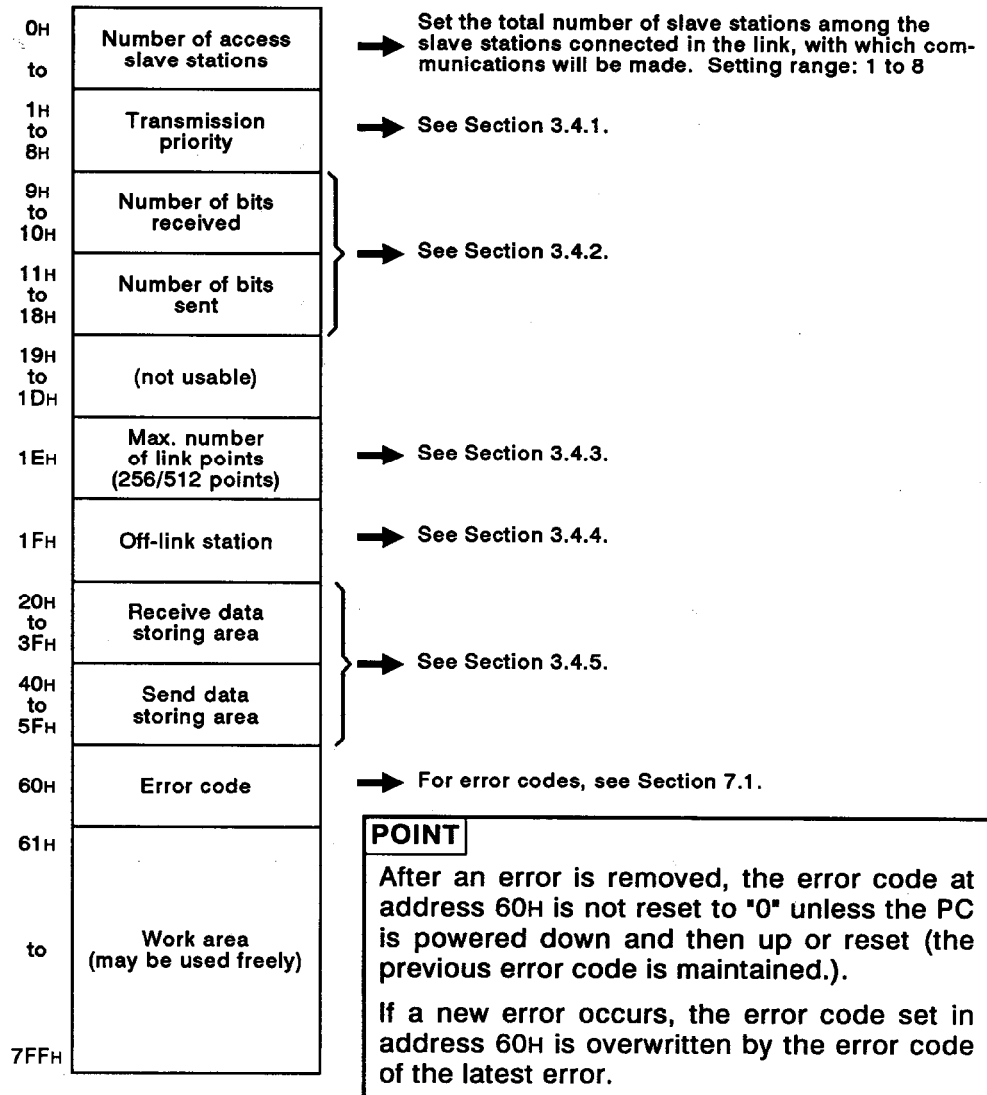 0H
to
Number of access
slave stations
Set the total number of slave stations among the
slave stations connected in the link, with which com-
munications will be made. Setting range: 1 to 8
1H
to
8H
Transmission
priority
See Section 3.4.1.
9H
to
10H
Number of bits
received
11H
to
18H
Number of bits
sent
See Section 3.4.2.
19H
to
1DH
(not usable)
1EH
Max. number
of link points
(256/512 points)
See Section 3.4.3.
1FH
Off-link station
See Section 3.4.4.
20H
to
3FH
Receive data
storing area
40H
to
5FH
Send data
storing area
See Section 3.4.5.
60H
Error code
For error codes, see Section 7.1.
61H
to
7FFH
Work area
(may be used freely)
POINT
After an error is removed, the error code at
address 60H is not reset to "0" unless the PC
is powered down and then up or reset (the
previous error code is maintained.).
If a new error occurs, the error code set in
address 60H is overwritten by the error code
of the latest error.